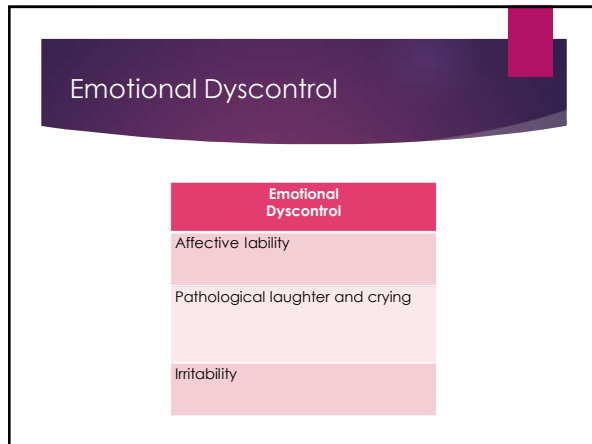 Emotional Dyscontrol
Emotional
Dyscontrol
Affective lability
Pathological laughter and crying
Irritability